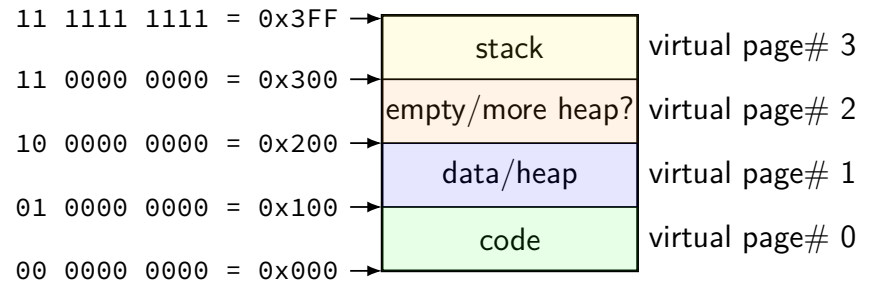 11 1111 1111 = 0x3FF
stack
virtual page# 3
11 0000 0000 = 0x300
empty/more heap?
virtual page# 2
10 0000 0000 = 0x200
data/heap
virtual page# 1
01 0000 0000 = 0x100
code
virtual page# 0
00 0000 0000 = 0x000